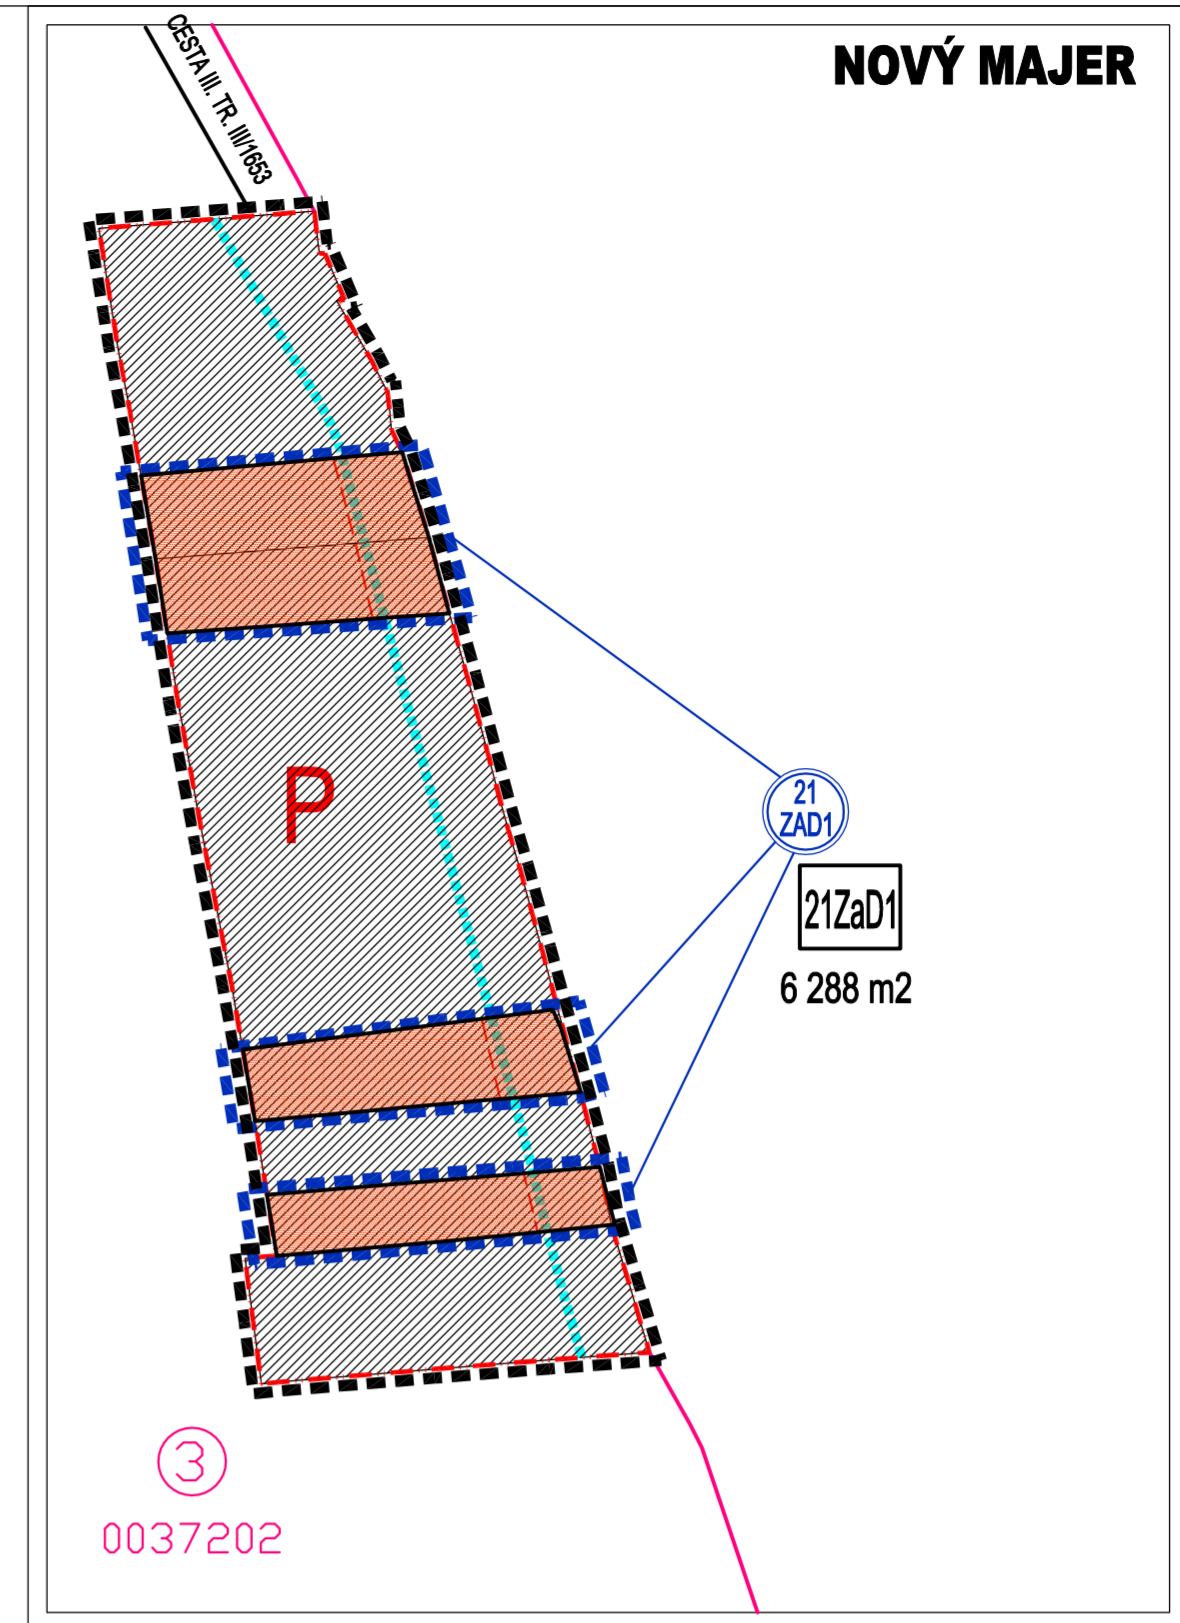 NOVÝ MAJER
CESTA III. TR. III/1653
P
21
ZAD1
21ZaD1
6 288 m2
3
0037202